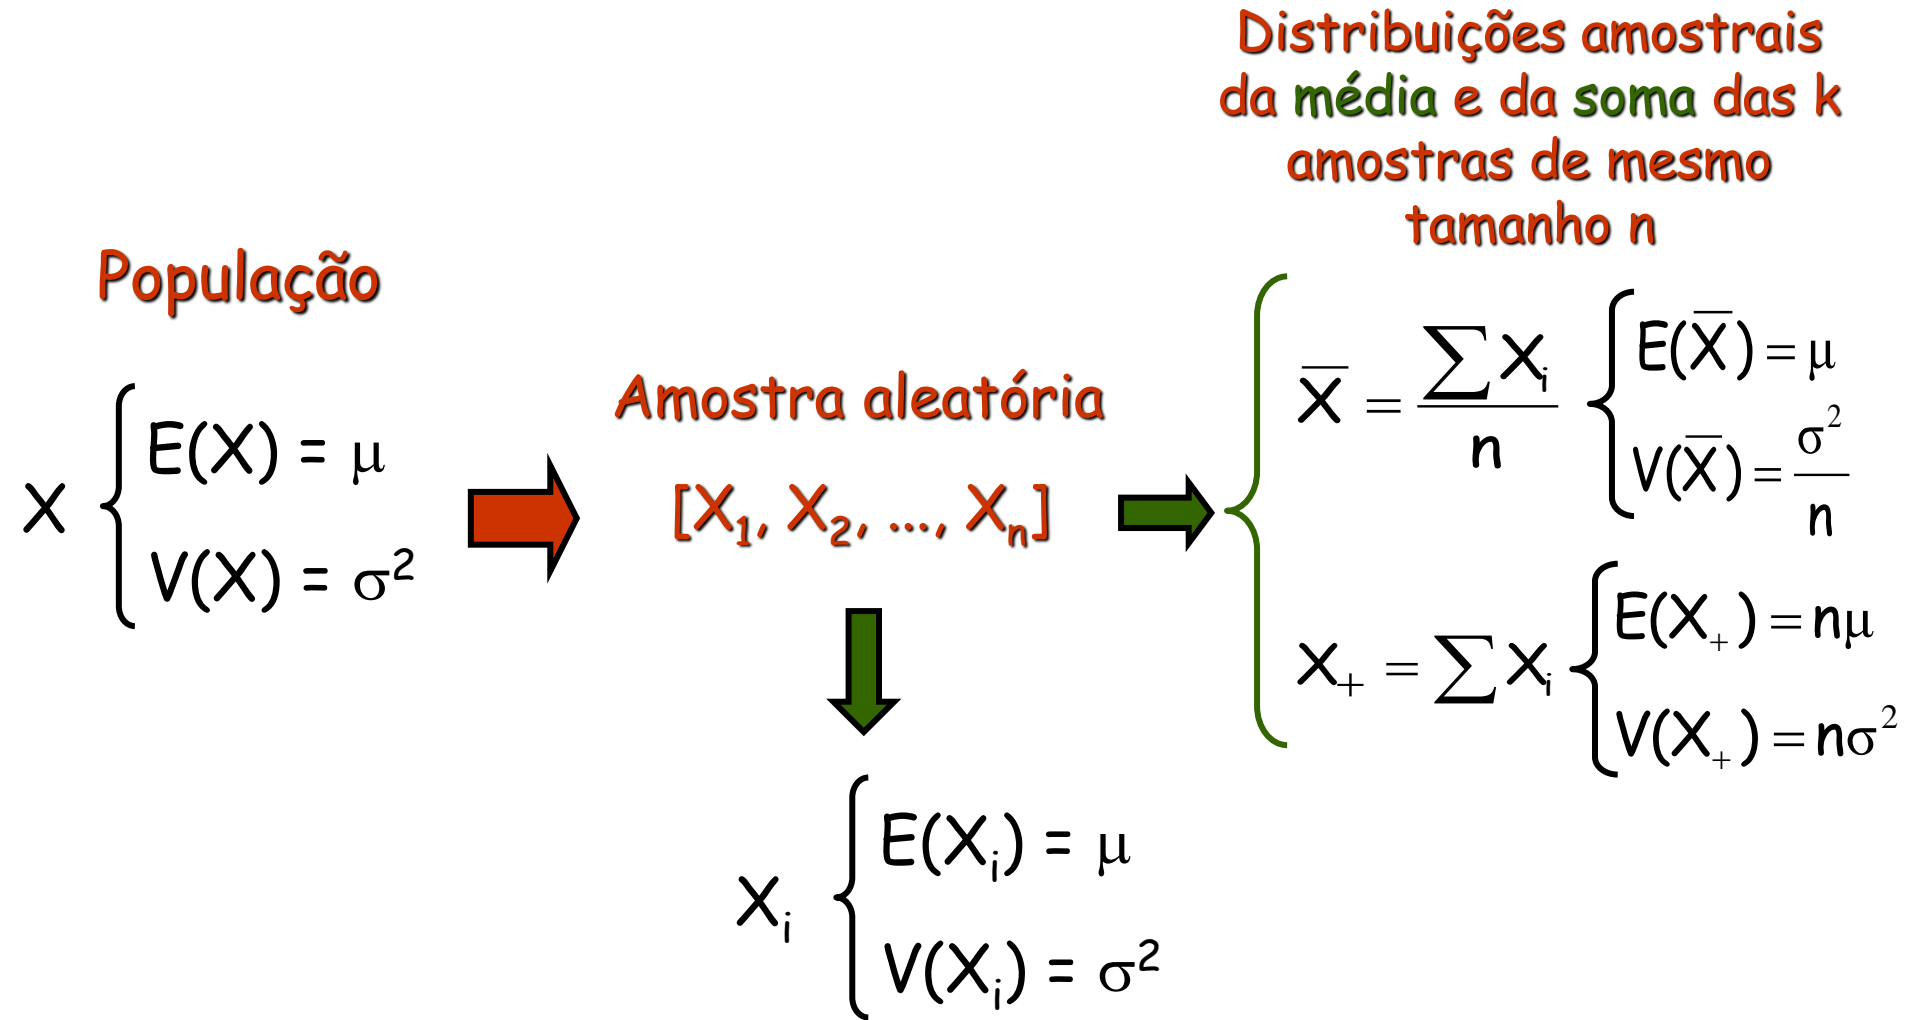 População
X
E(X) = μ
V(X) = σ²
Amostra aleatória
[X₁, X₂, ..., Xₙ]
Xᵢ
E(Xᵢ) = μ
V(Xᵢ) = σ²
Distribuições amostrais
da média e da soma das k
amostras de mesmo
tamanho n
X̅ = ∑Xᵢ / n
E(X̅) = μ
V(X̅) = σ² / n
X₊ = ∑Xᵢ
E(X₊) = nμ
V(X₊) = nσ²